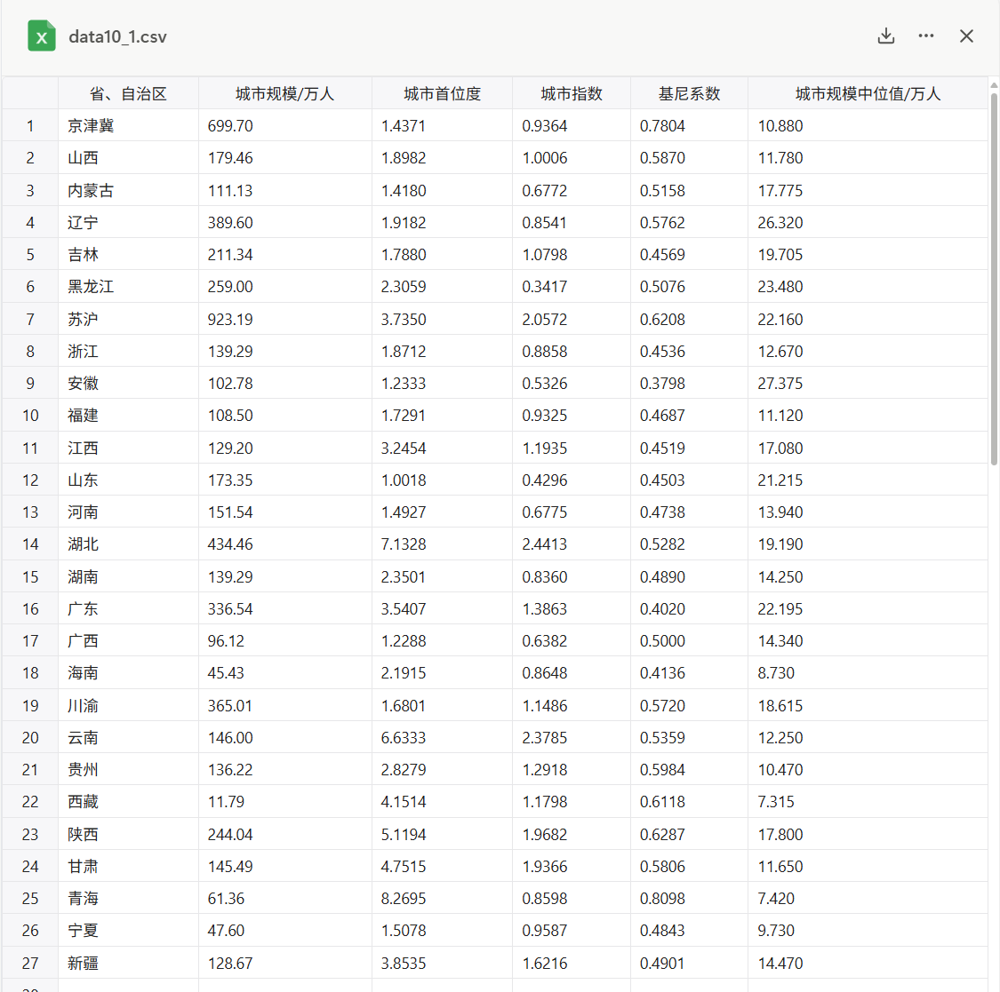 data10_1.csv
省、自治区 城市规模/万人 城市首位度 城市指数 基尼系数 城市规模中位值/万人
1 京津冀 699.70 1.4371 0.9364 0.7804 10.880
2 山西 179.46 1.8982 1.0006 0.5870 11.780
3 内蒙古 111.13 1.4180 0.6772 0.5158 17.775
4 辽宁 389.60 1.9182 0.8541 0.5762 26.320
5 吉林 211.34 1.7880 1.0798 0.4569 19.705
6 黑龙江 259.00 2.3059 0.3417 0.5076 23.480
7 苏沪 923.19 3.7350 2.0572 0.6208 22.160
8 浙江 139.29 1.8712 0.8858 0.4536 12.670
9 安徽 102.78 1.2333 0.5326 0.3798 27.375
10 福建 108.50 1.7291 0.9325 0.4687 11.120
11 江西 129.20 3.2454 1.1935 0.4519 17.080
12 山东 173.35 1.0018 0.4296 0.4503 21.215
13 河南 151.54 1.4927 0.6775 0.4738 13.940
14 湖北 434.46 7.1328 2.4413 0.5282 19.190
15 湖南 139.29 2.3501 0.8360 0.4890 14.250
16 广东 336.54 3.5407 1.3863 0.4020 22.195
17 广西 96.12 1.2288 0.6382 0.5000 14.340
18 海南 45.43 2.1915 0.8648 0.4136 8.730
19 川渝 365.01 1.6801 1.1486 0.5720 18.615
20 云南 146.00 6.6333 2.3785 0.5359 12.250
21 贵州 136.22 2.8279 1.2918 0.5984 10.470
22 西藏 11.79 4.1514 1.1798 0.6118 7.315
23 陕西 244.04 5.1194 1.9682 0.6287 17.800
24 甘肃 145.49 4.7515 1.9366 0.5806 11.650
25 青海 61.36 8.2695 0.8598 0.8098 7.420
26 宁夏 47.60 1.5078 0.9587 0.4843 9.730
27 新疆 128.67 3.8535 1.6216 0.4901 14.470